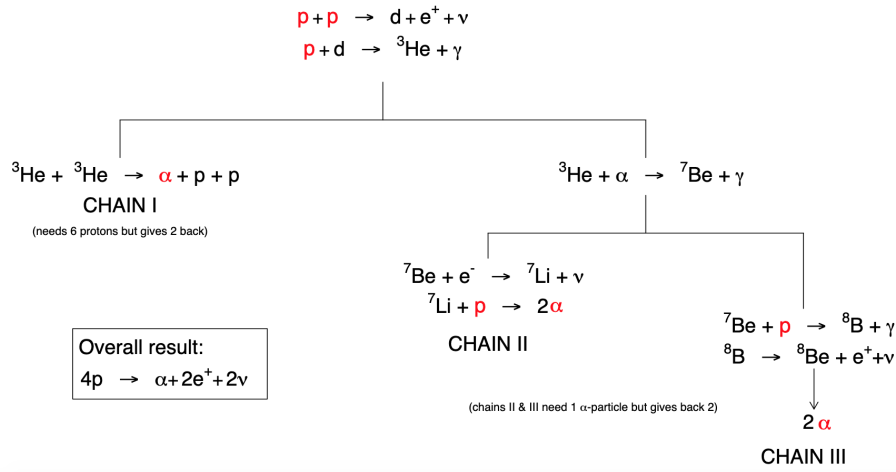 p + p → d + e⁺ + ν
p + d → ³He + γ
³He + ³He → α + p + p
CHAIN I
(needs 6 protons but gives 2 back)
³He + α → ⁷Be + γ
⁷Be + e⁻ → ⁷Li + ν
⁷Li + p → 2α
CHAIN II
⁷Be + p → ⁸B + γ
⁸B → ⁸Be + e⁺+ν
2 α
CHAIN III
(chains II & III need 1 α-particle but gives back 2)
Overall result:
4p → α+ 2e⁺+ 2ν